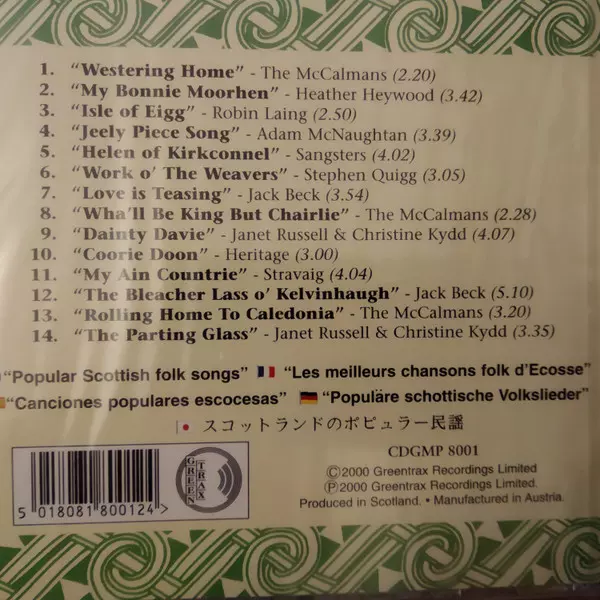 1. "Westering Home" - The McCalmans (2.20)
2. "My Bonnie Moorhen" - Heather Heywood (3.42)
3. "Isle of Eigg" - Robin Laing (2.50)
4. "Jeely Piece Song" - Adam McNaughtan (3.39)
5. "Helen of Kirkconnel" - Sangsters (4.02)
6. "Work o' The Weavers" - Stephen Quigg (3.05)
7. "Love is Teasing" - Jack Beck (3.54)
8. "Wha'll Be King But Chairlie" - The McCalmans (2.28)
9. "Dainty Davie" - Janet Russell & Christine Kydd (4.07)
10. "Coorie Doon" - Heritage (3.00)
11. "My Ain Countrie" - Stravaig (4.04)
12. "The Bleacher Lass o' Kelvinhaugh" - Jack Beck (5.10)
13. "Rolling Home To Caledonia" - The McCalmans (3.20)
14. "The Parting Glass" - Janet Russell & Christine Kydd (3.35)
"Popular Scottish folk songs" "Les meilleurs chansons folk d'Ecosse"
"Canciones populares escocesas" "Populäre schottische Volkslieder"
スコットランドのポピュラー民謡
CDGMP 8001
©2000 Greentrax Recordings Limited
℗2000 Greentrax Recordings Limited
Produced in Scotland. • Manufactured in Austria.
GREEN TRAX
5 018081 800124 >